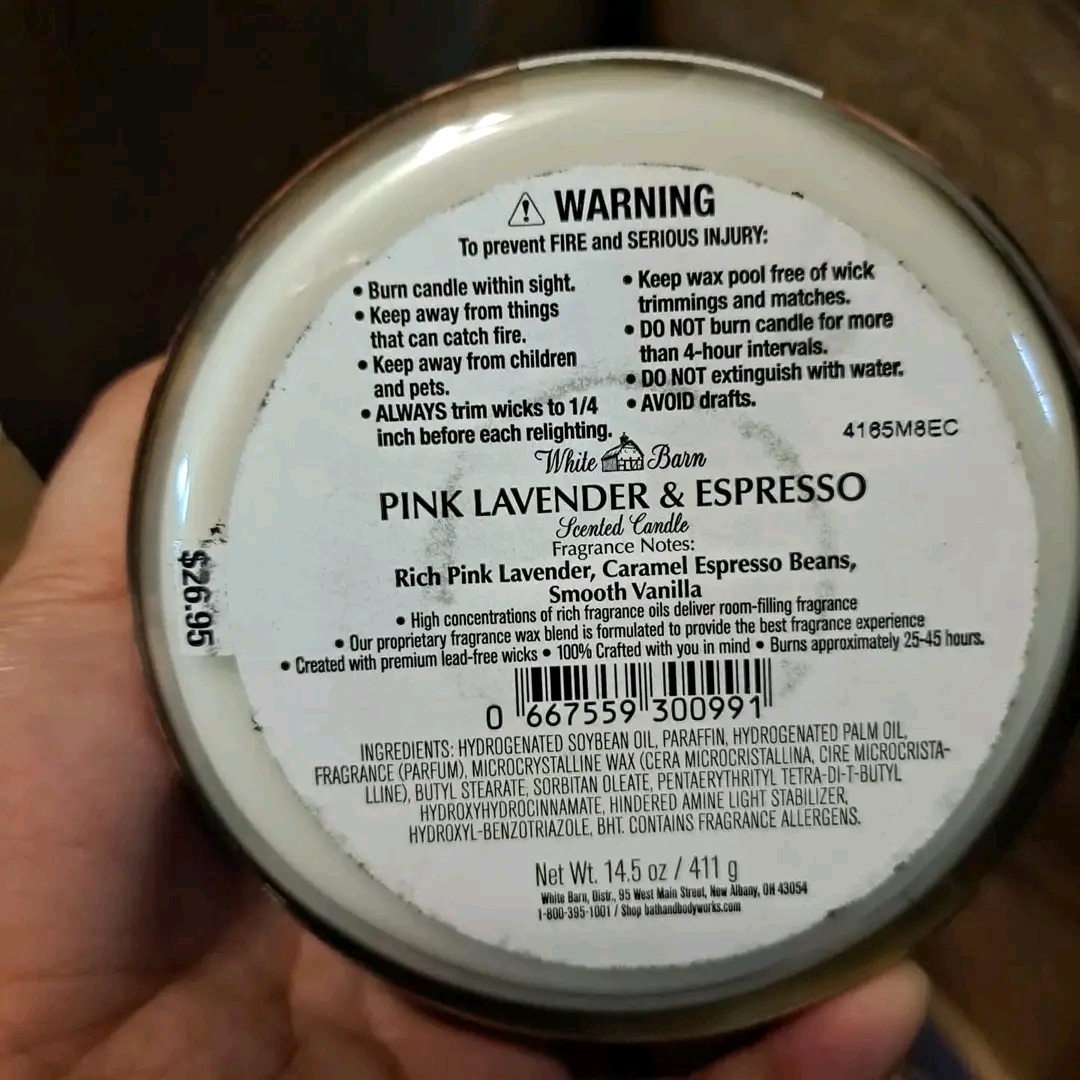 WARNING
To prevent FIRE and SERIOUS INJURY:
• Burn candle within sight.
• Keep away from things
that can catch fire.
• Keep away from children
and pets.
• ALWAYS trim wicks to 1/4
inch before each relighting.
• Keep wax pool free of wick
trimmings and matches.
• DO NOT burn candle for more
than 4-hour intervals.
• DO NOT extinguish with water.
• AVOID drafts.
4165M8EC
White Barn
PINK LAVENDER & ESPRESSO
Scented Candle
Fragrance Notes:
Rich Pink Lavender, Caramel Espresso Beans,
Smooth Vanilla
• High concentrations of rich fragrance oils deliver room-filling fragrance
• Our proprietary fragrance wax blend is formulated to provide the best fragrance experience
• Created with premium lead-free wicks • 100% Crafted with you in mind • Burns approximately 25-45 hours.
$26.95
0 667559 300991
INGREDIENTS: HYDROGENATED SOYBEAN OIL, PARAFFIN, HYDROGENATED PALM OIL,
FRAGRANCE (PARFUM), MICROCRYSTALLINE WAX (CERA MICROCRISTALLINA, CIRE MICROCRISTA-
LLINE), BUTYL STEARATE, SORBITAN OLEATE, PENTAERYTHRITYL TETRA-DI-T-BUTYL
HYDROXYHYDROCINNAMATE, HINDERED AMINE LIGHT STABILIZER,
HYDROXYL-BENZOTRIAZOLE, BHT. CONTAINS FRAGRANCE ALLERGENS.
Net Wt. 14.5 oz / 411 g
White Barn, Distr., 95 West Main Street, New Albany, OH 43054
1-800-395-1001 / Shop bathandbodyworks.com